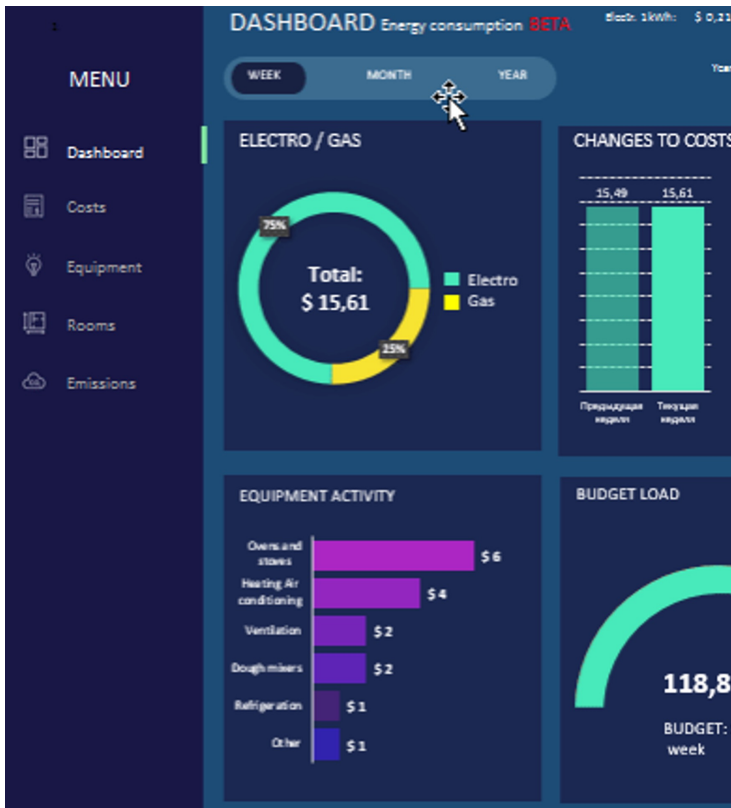 DASHBOARD Energy consumption BETA
Electr. 1kWh: $ 0,21
MENU
WEEK MONTH YEAR
Year
Dashboard
Costs
Equipment
Rooms
Emissions
ELECTRO / GAS
75%
Total:
$ 15,61
25%
Electro
Gas
CHANGES TO COSTS
15,49 15,61
Предыдущая
неделя
Текущая
неделя
EQUIPMENT ACTIVITY
Ovens and
stoves
$ 6
Heating Air
conditioning
$ 4
Ventilation
$ 2
Dough mixers
$ 2
Refrigeration
$ 1
Other
$ 1
BUDGET LOAD
118,8
BUDGET:
week